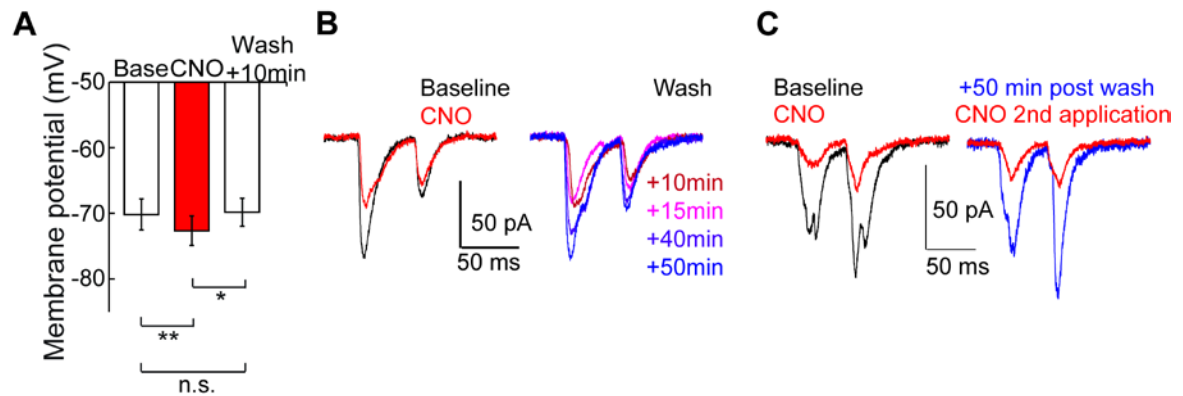 A
Membrane potential (mV)
Base
CNO
Wash
+10min
-50
-60
-70
-80
*
**
n.s.
B
Baseline
CNO
50 pA
50 ms
Wash
+10min
+15min
+40min
+50min
C
Baseline
CNO
50 pA
50 ms
+50 min post wash
CNO 2nd application